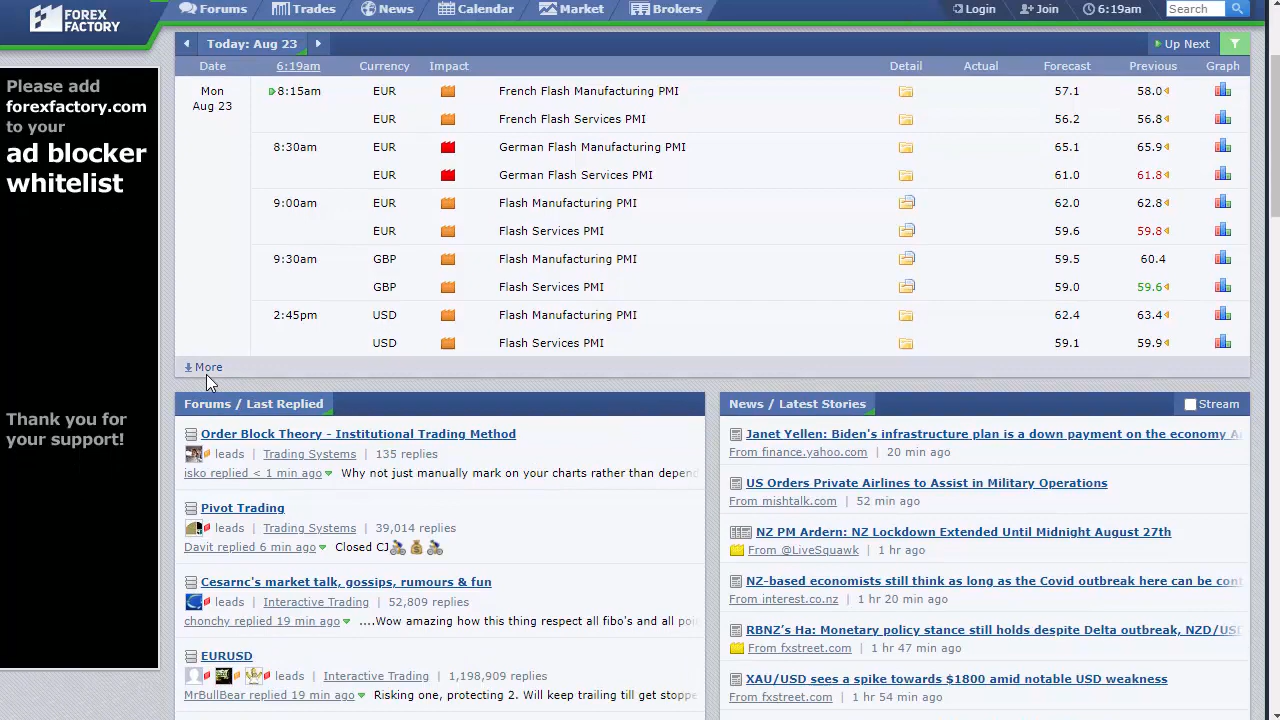 FOREX
FACTORY
Forums
Trades
News
Calendar
Market
Brokers
Login
Join
6:19am
Search
Please add
forexfactory.com
to your
ad blocker
whitelist
Thank you for
your support!
Today: Aug 23
Up Next
Date 6:19am Currency Impact Detail Actual Forecast Previous Graph
Mon 8:15am EUR French Flash Manufacturing PMI 57.1 58.0
Aug 23
EUR French Flash Services PMI 56.2 56.8
8:30am EUR German Flash Manufacturing PMI 65.1 65.9
EUR German Flash Services PMI 61.0 61.8
9:00am EUR Flash Manufacturing PMI 62.0 62.8
EUR Flash Services PMI 59.6 59.8
9:30am GBP Flash Manufacturing PMI 59.5 60.4
GBP Flash Services PMI 59.0 59.6
2:45pm USD Flash Manufacturing PMI 62.4 63.4
USD Flash Services PMI 59.1 59.9
More
Forums / Last Replied
Order Block Theory - Institutional Trading Method
leads | Trading Systems | 135 replies
isko replied < 1 min ago Why not just manually mark on your charts rather than depend
Pivot Trading
leads | Trading Systems | 39,014 replies
Davit replied 6 min ago Closed CJ
Cesarnc's market talk, gossips, rumours & fun
leads | Interactive Trading | 52,809 replies
chonchy replied 19 min ago ....Wow amazing how this thing respect all fibo's and all poi
EURUSD
leads | Interactive Trading | 1,198,909 replies
MrBullBear replied 19 min ago Risking one, protecting 2. Will keep trailing till get stoppe
News / Latest Stories
Stream
Janet Yellen: Biden's infrastructure plan is a down payment on the economy A
From finance.yahoo.com | 20 min ago
US Orders Private Airlines to Assist in Military Operations
From mishtalk.com | 52 min ago
NZ PM Ardern: NZ Lockdown Extended Until Midnight August 27th
From @LiveSquawk | 1 hr ago
NZ-based economists still think as long as the Covid outbreak here can be cont
From interest.co.nz | 1 hr 20 min ago
RBNZ's Ha: Monetary policy stance still holds despite Delta outbreak, NZD/USD
From fxstreet.com | 1 hr 47 min ago
XAU/USD sees a spike towards $1800 amid notable USD weakness
From fxstreet.com | 1 hr 54 min ago